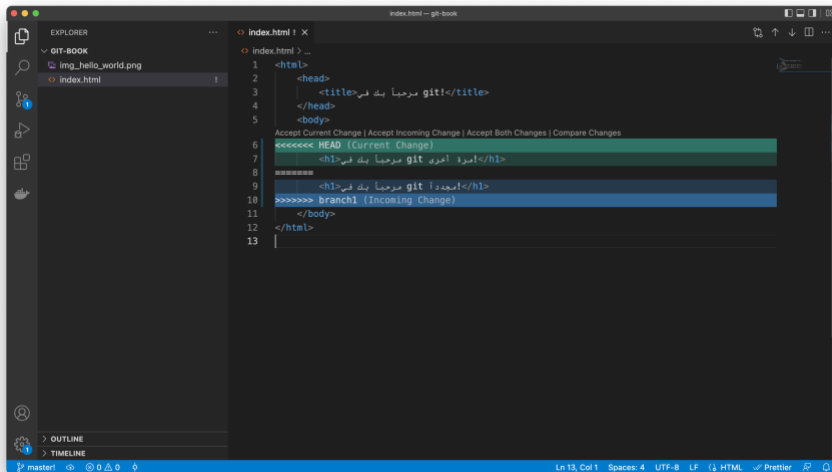 index.html — git-book
EXPLORER
GIT-BOOK
img_hello_world.png
index.html !
OUTLINE
TIMELINE
index.html ! ×
index.html > ...
1 <html>
2 <head>
3 <title>مرحباً بك في git!</title>
4 </head>
5 <body>
Accept Current Change | Accept Incoming Change | Accept Both Changes | Compare Changes
6 <<<<<<< HEAD (Current Change)
7 <h1>مرحباً بك في git مرة أخرى!</h1>
8 =======
9 <h1>مرحباً بك في git مجدداً!</h1>
10 >>>>>>> branch1 (Incoming Change)
11 </body>
12 </html>
13
1
1
master! 0 0 Ln 13, Col 1 Spaces: 4 UTF-8 LF HTML Prettier